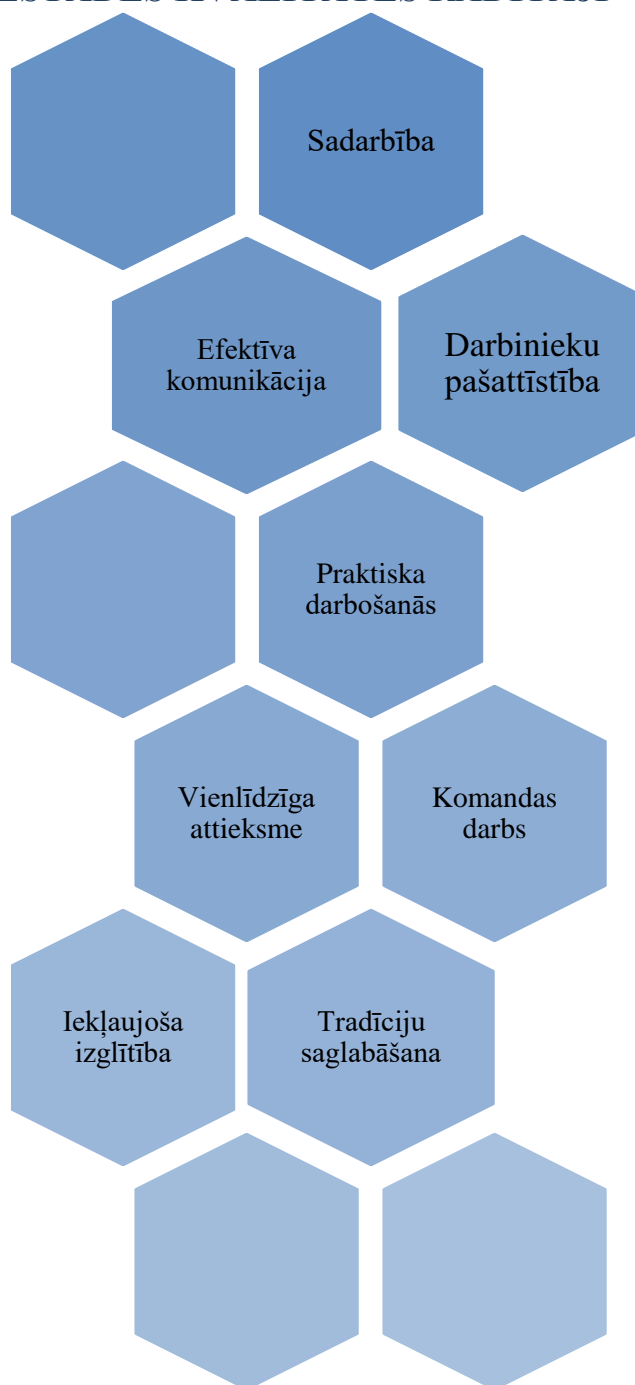 Sadarbība
Efektīva
komunikācija
Darbinieku
pašattīstība
Praktiska
darbošanās
Vienlīdzīga
attieksme
Komandas
darbs
Iekļaujoša
izglītība
Tradīciju
saglabāšana